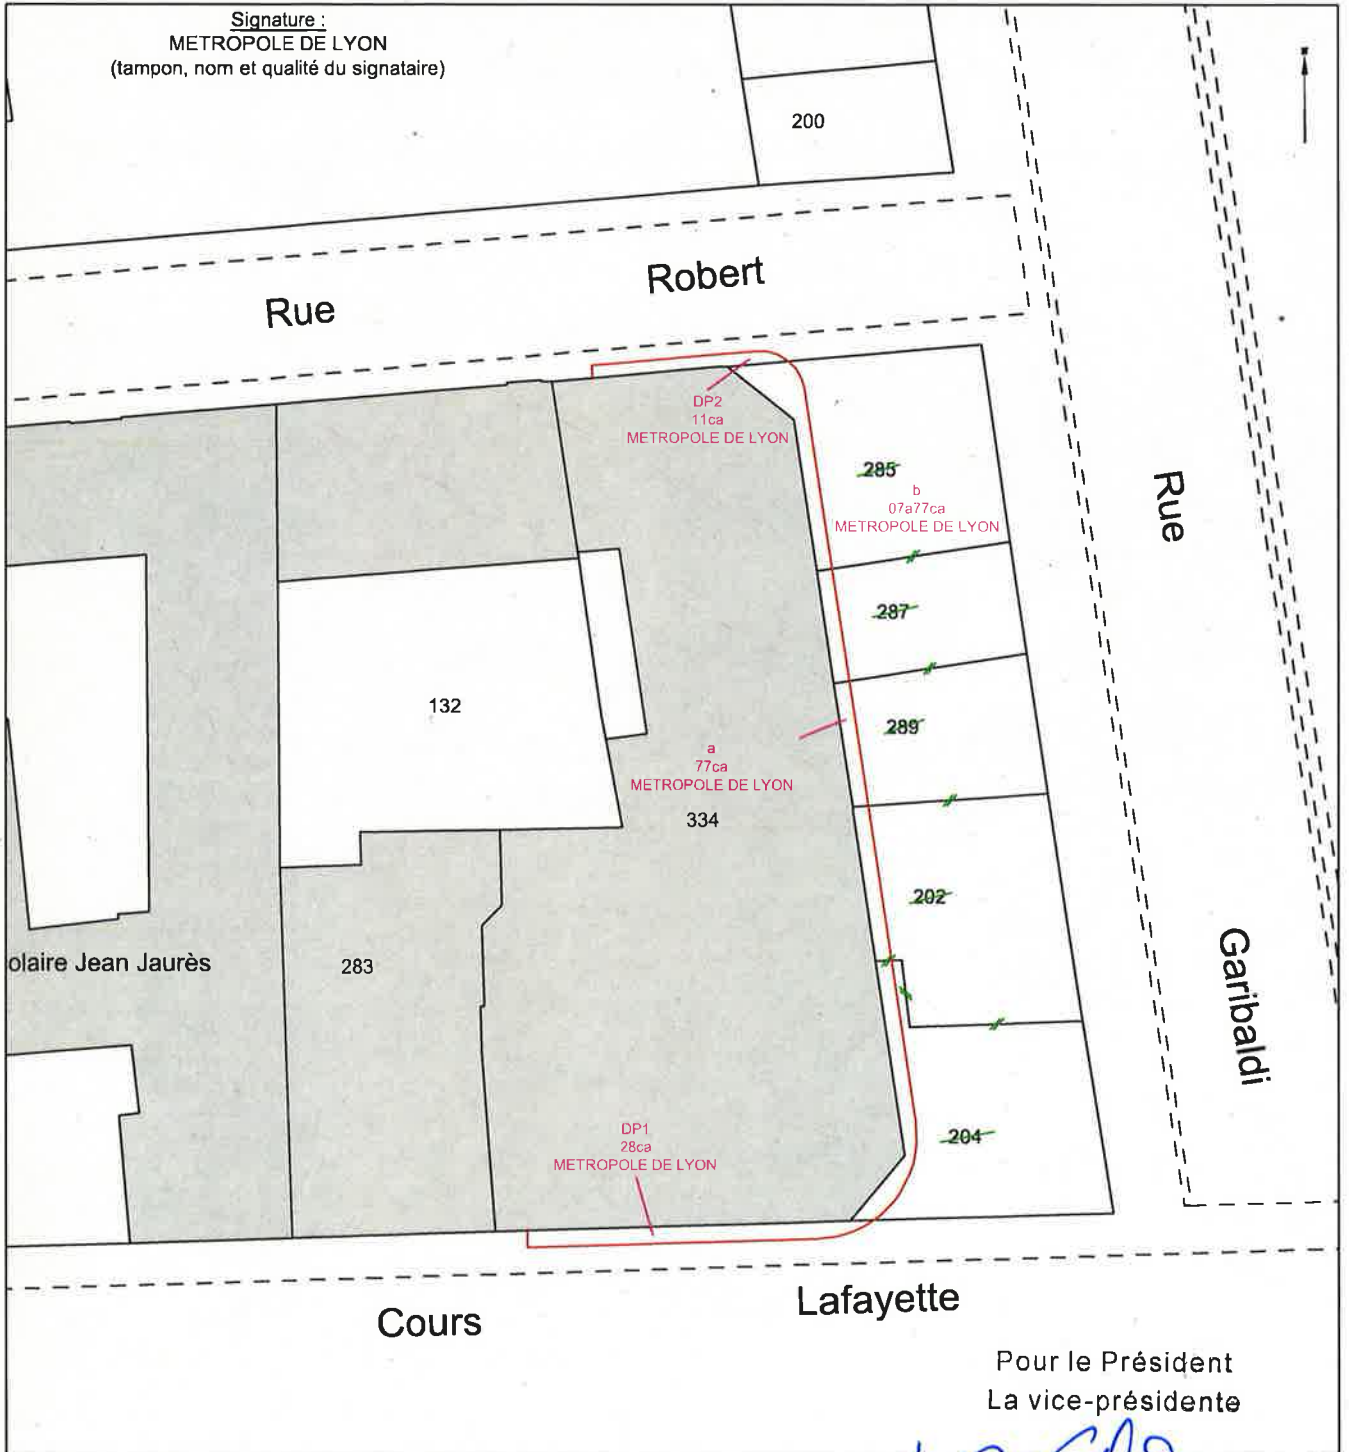 Signature :
METROPOLE DE LYON
(tampon, nom et qualité du signataire)
200
Rue Robert
DP2
11ca
METROPOLE DE LYON
285
b
07a77ca
METROPOLE DE LYON
Rue
287
132
289
a
77ca
METROPOLE DE LYON
334
202
olaire Jean Jaurès
283
Garibaldi
DP1
28ca
METROPOLE DE LYON
204
Cours Lafayette
Pour le Président
La vice-présidente